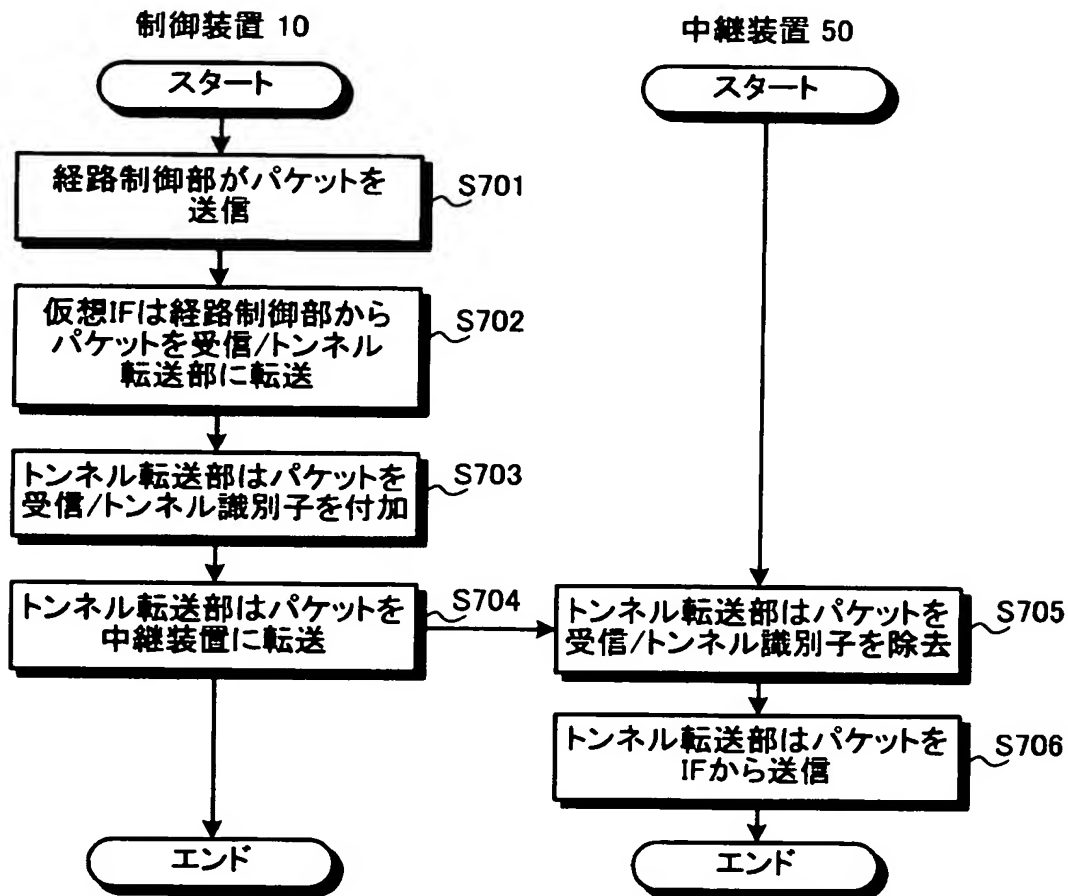 制御装置 10
スタート
経路制御部がパケットを
送信
S701
仮想IFは経路制御部から
パケットを受信/トンネル
転送部に転送
S702
トンネル転送部はパケットを
受信/トンネル識別子を付加
S703
トンネル転送部はパケットを
中継装置に転送
S704
エンド
中継装置 50
スタート
トンネル転送部はパケットを
受信/トンネル識別子を除去
S705
トンネル転送部はパケットを
IFから送信
S706
エンド